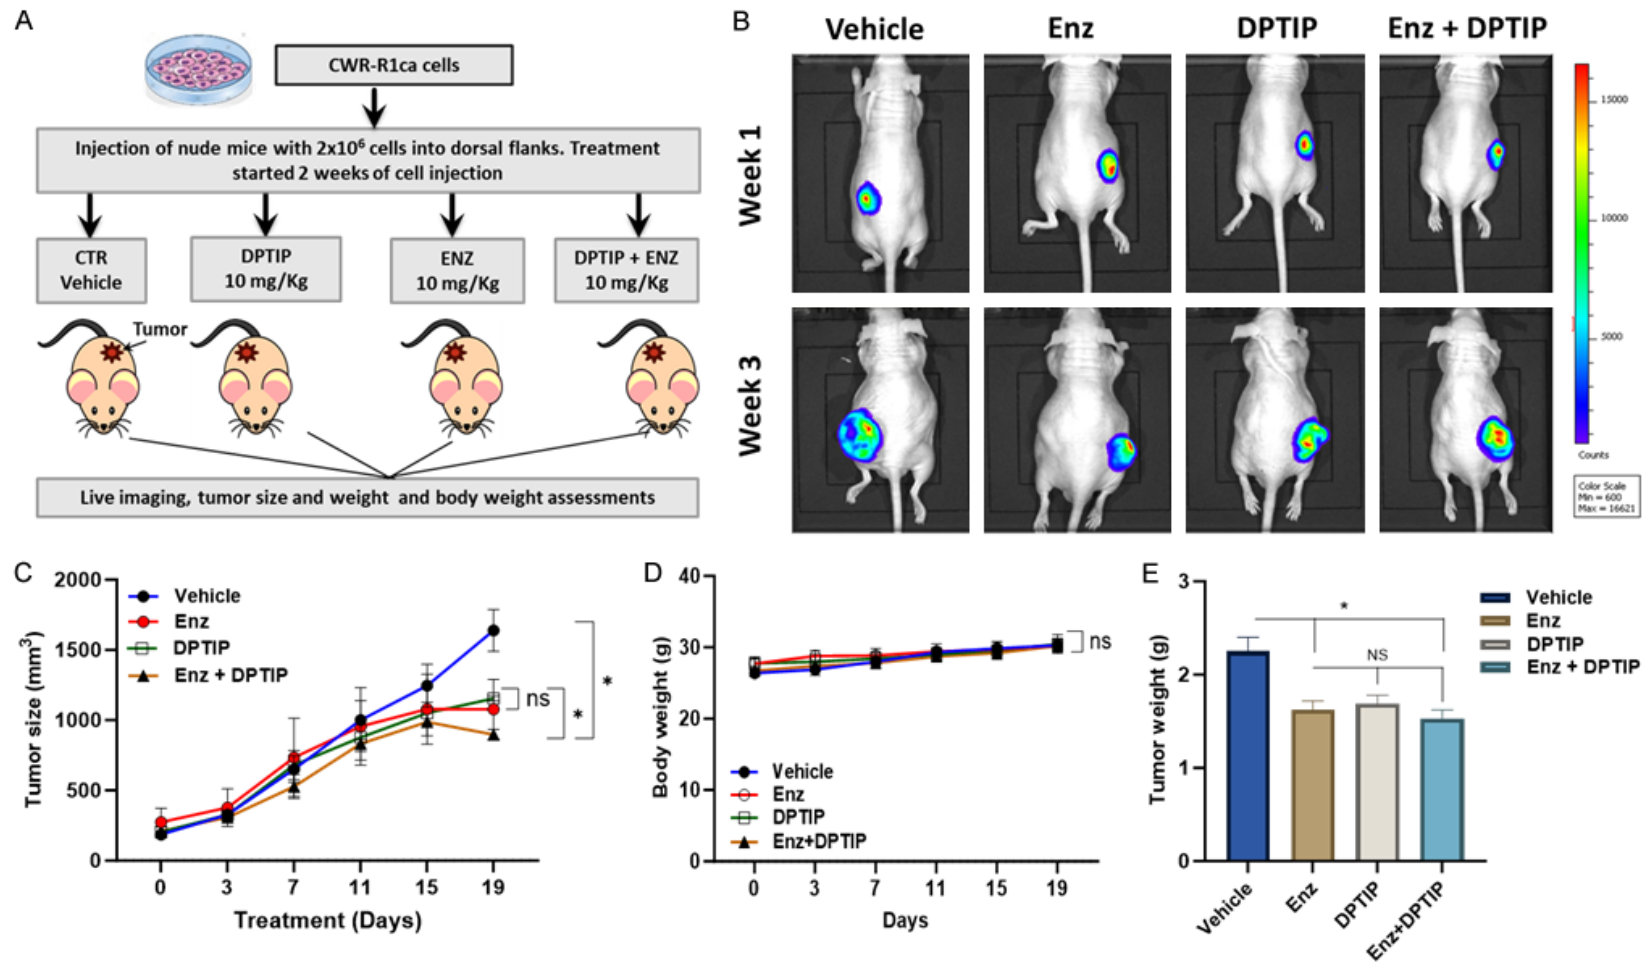 A
CWR-R1ca cells
Injection of nude mice with 2x10⁶ cells into dorsal flanks. Treatment
started 2 weeks of cell injection
CTR
Vehicle
DPTIP
10 mg/Kg
ENZ
10 mg/Kg
DPTIP + ENZ
10 mg/Kg
Tumor
Live imaging, tumor size and weight and body weight assessments
B
Vehicle
Enz
DPTIP
Enz + DPTIP
Week 1
Week 3
15000
10000
5000
Counts
Color Scale
Min = 600
Max = 16621
C
Tumor size (mm³)
2000
1500
1000
500
0
Vehicle
Enz
DPTIP
Enz + DPTIP
ns
*
*
0 3 7 11 15 19
Treatment (Days)
D
Body weight (g)
40
30
20
10
0
ns
Vehicle
Enz
DPTIP
Enz+DPTIP
0 3 7 11 15 19
Days
E
Tumor weight (g)
3
2
1
0
*
NS
Vehicle
Enz
DPTIP
Enz + DPTIP
Vehicle
Enz
DPTIP
Enz+DPTIP